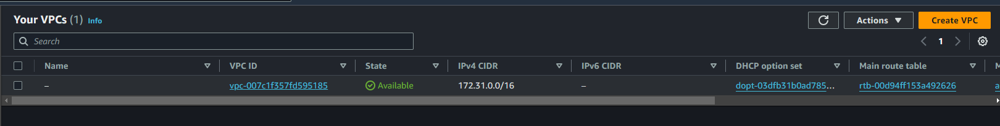 Your VPCs (1) Info
Actions Create VPC
Search
1
Name VPC ID State IPv4 CIDR IPv6 CIDR DHCP option set Main route table M
– vpc-007c1f357fd595185 Available 172.31.0.0/16 – dopt-03dfb31b0ad785... rtb-00d94ff153a492626 a